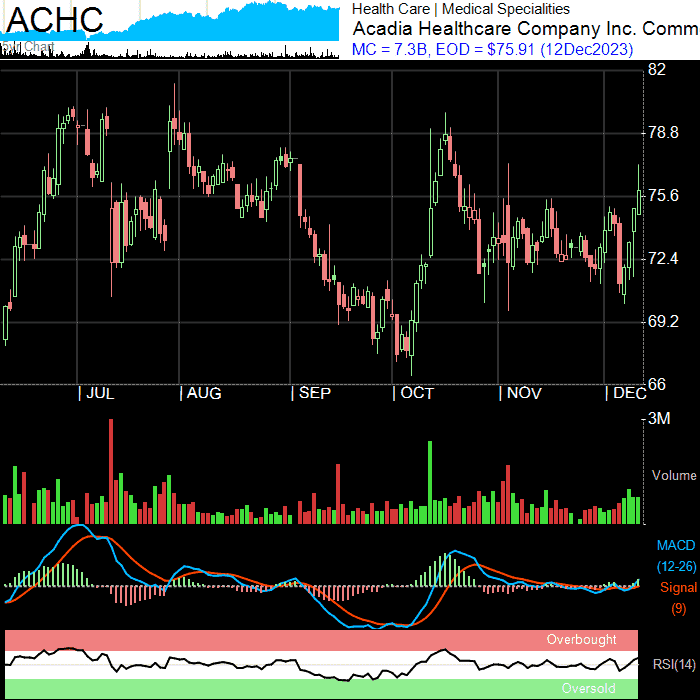 ACHC
5yr Chart
Health Care | Medical Specialities
Acadia Healthcare Company Inc. Comm
MC = 7.3B, EOD = $75.91 (12Dec2023)
82
78.8
75.6
72.4
69.2
66
| JUL | AUG | SEP | OCT | NOV | DEC
3M
Volume
MACD
(12-26)
Signal
(9)
Overbought
RSI(14)
Oversold